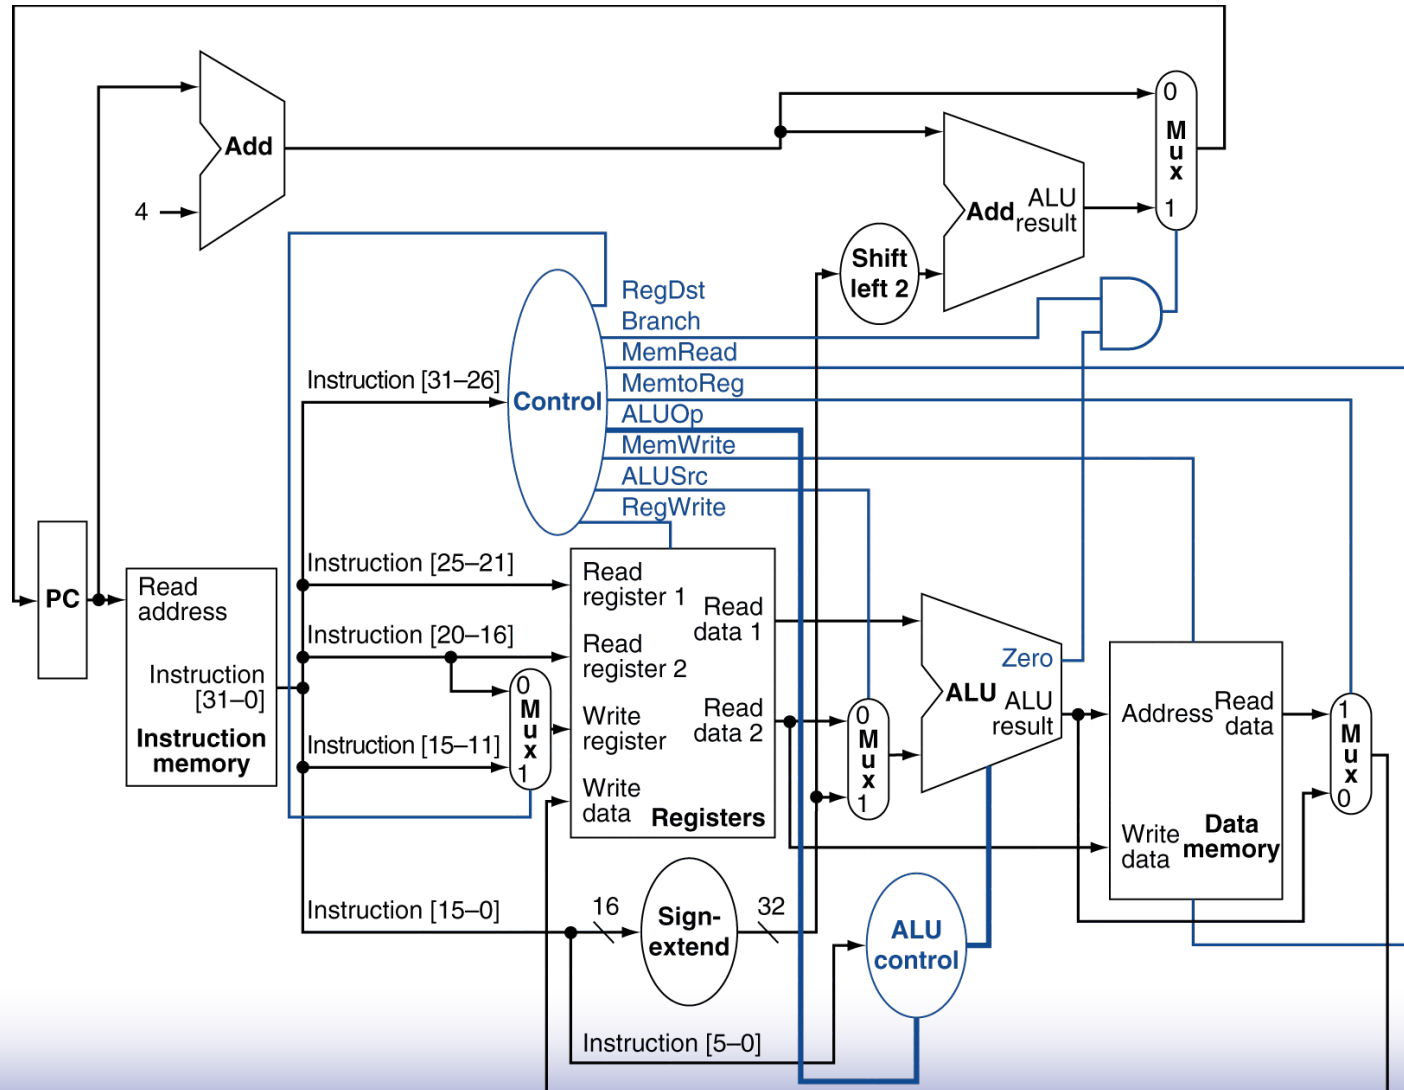 0
M
u
x
1
Add
4
Add
ALU
result
Shift
left 2
RegDst
Branch
MemRead
MemtoReg
ALUOp
MemWrite
ALUSrc
RegWrite
Control
Instruction [31–26]
PC
Read
address
Instruction
[31–0]
Instruction
memory
Instruction [25–21]
Instruction [20–16]
0
M
u
x
1
Instruction [15–11]
Read
register 1
Read
register 2
Write
register
Write
data
Read
data 1
Read
data 2
Registers
0
M
u
x
1
Zero
ALU
ALU
result
Address
Read
data
Write
data
Data
memory
1
M
u
x
0
Instruction [15–0]
16
Sign-
extend
32
ALU
control
Instruction [5–0]